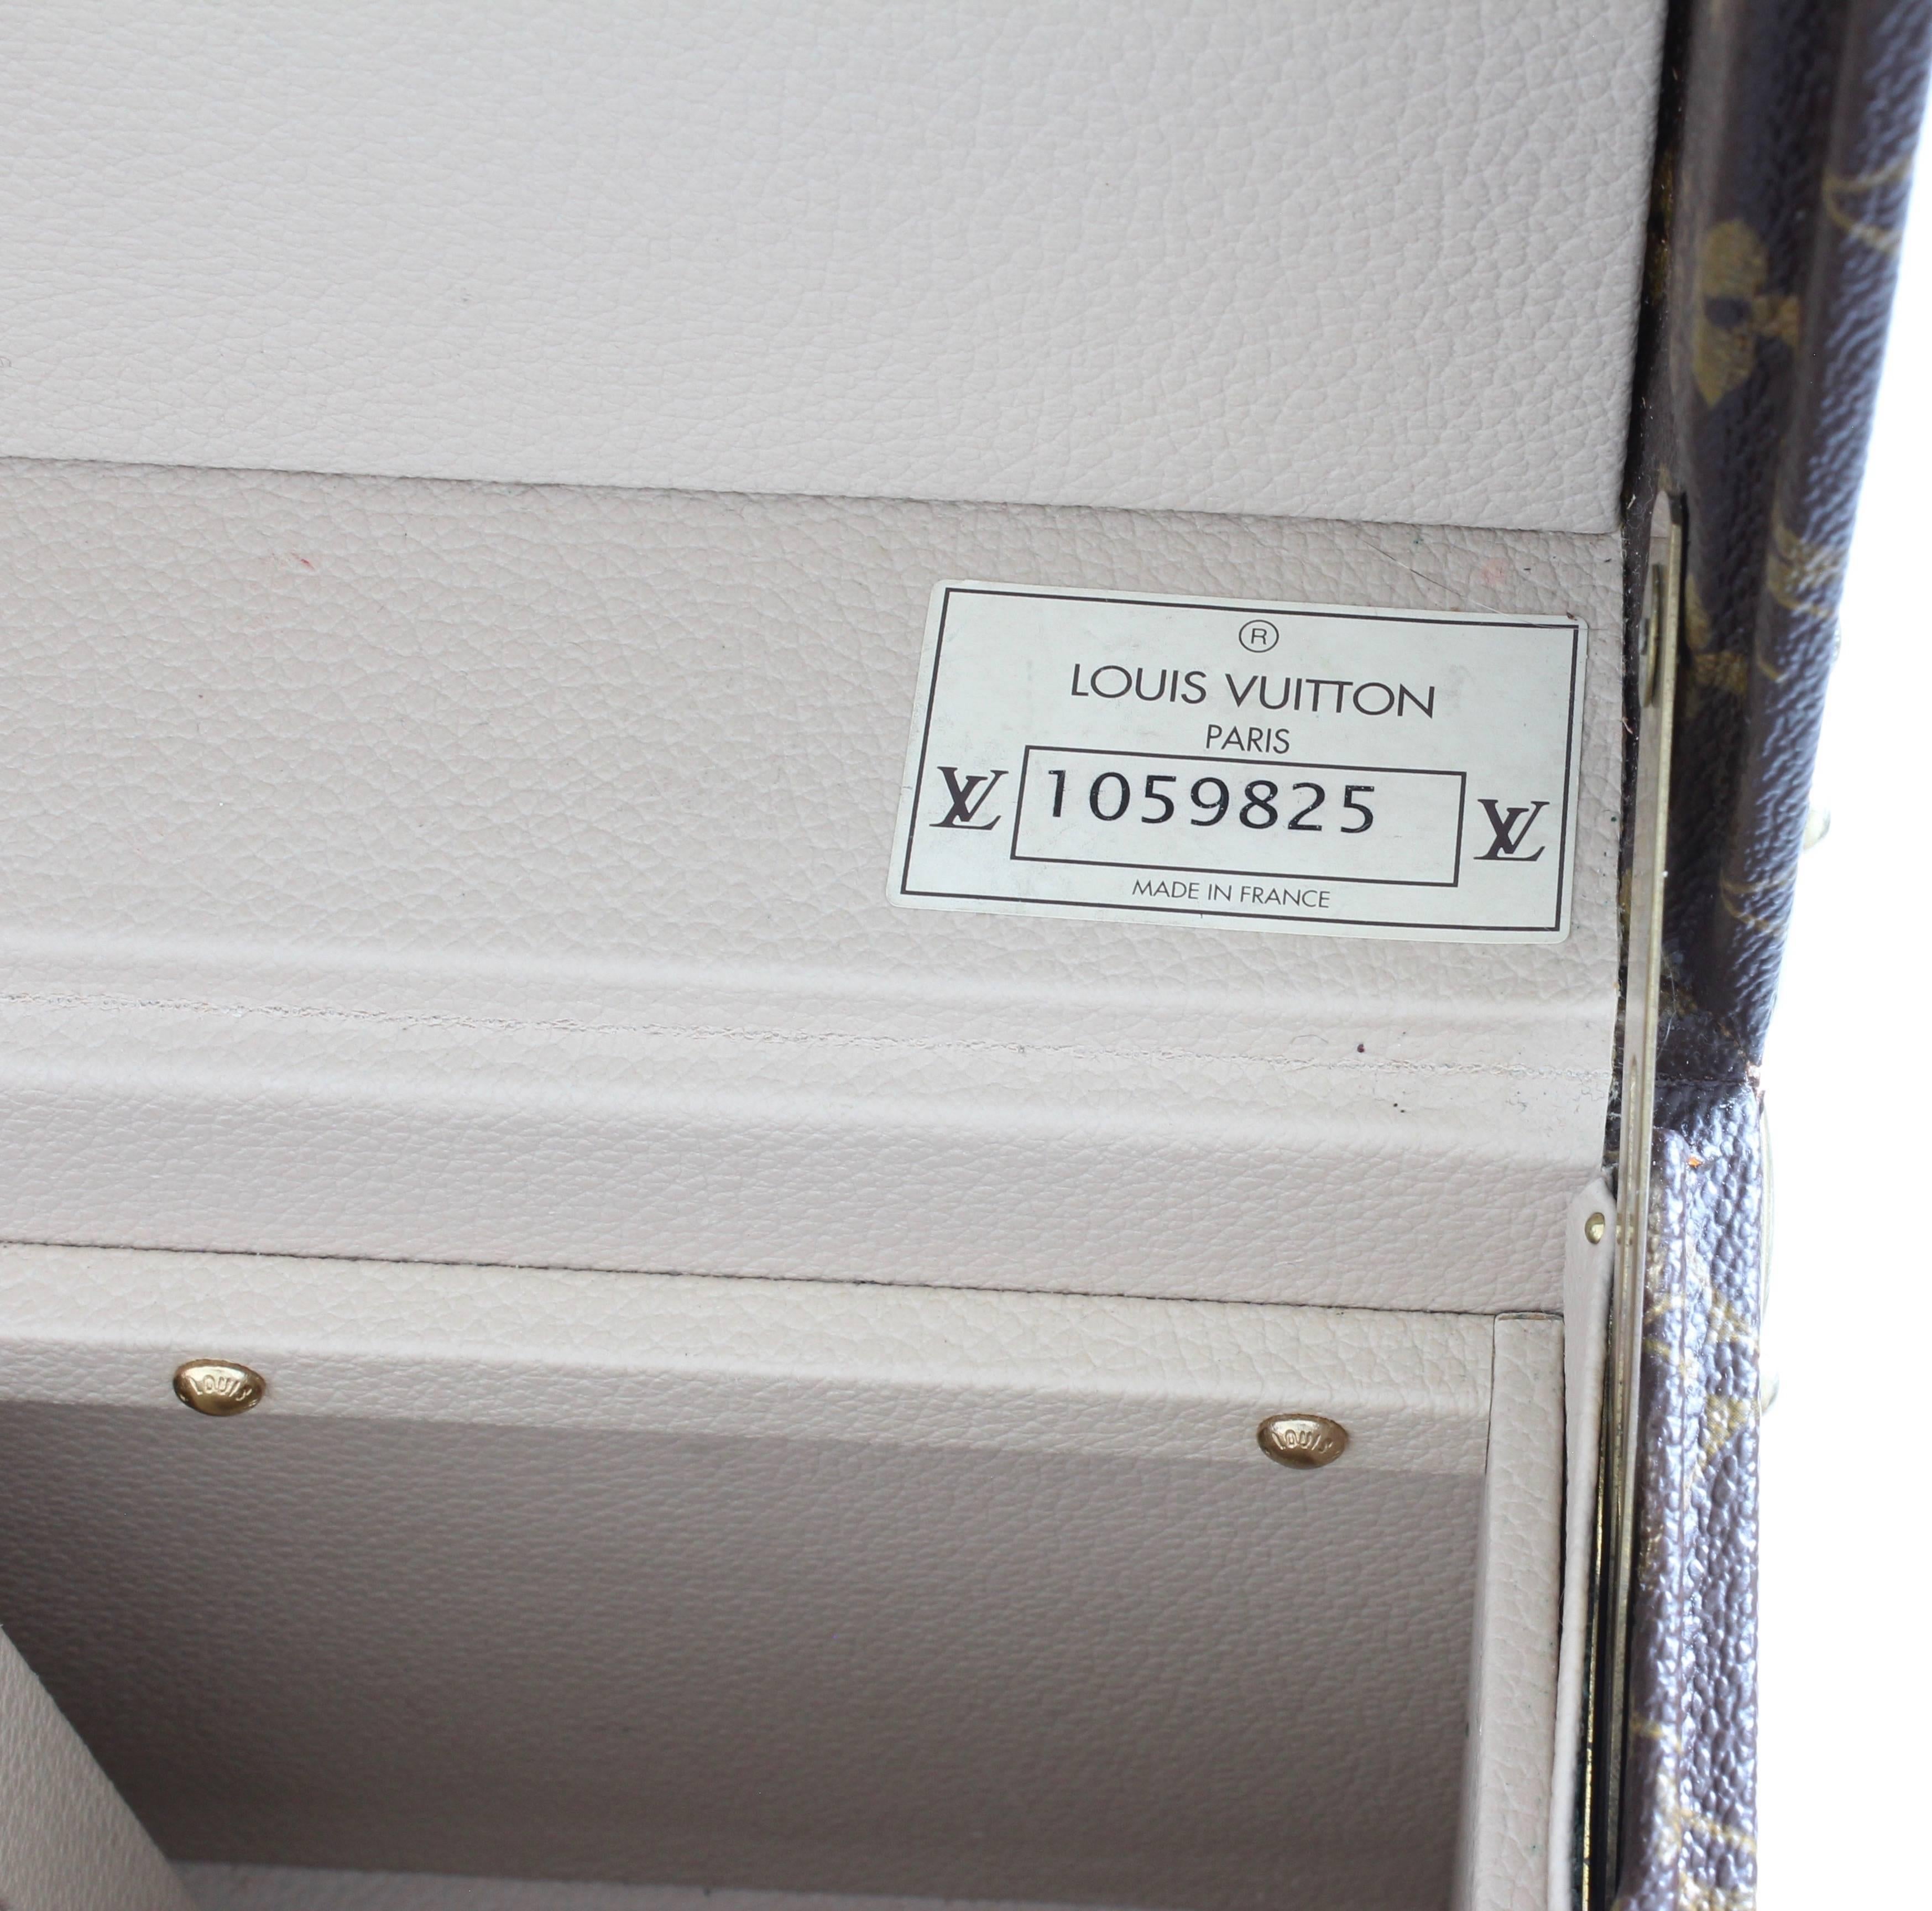 ®
LOUIS VUITTON
PARIS
LV 1059825 LV
MADE IN FRANCE
LOUIS
LOUIS